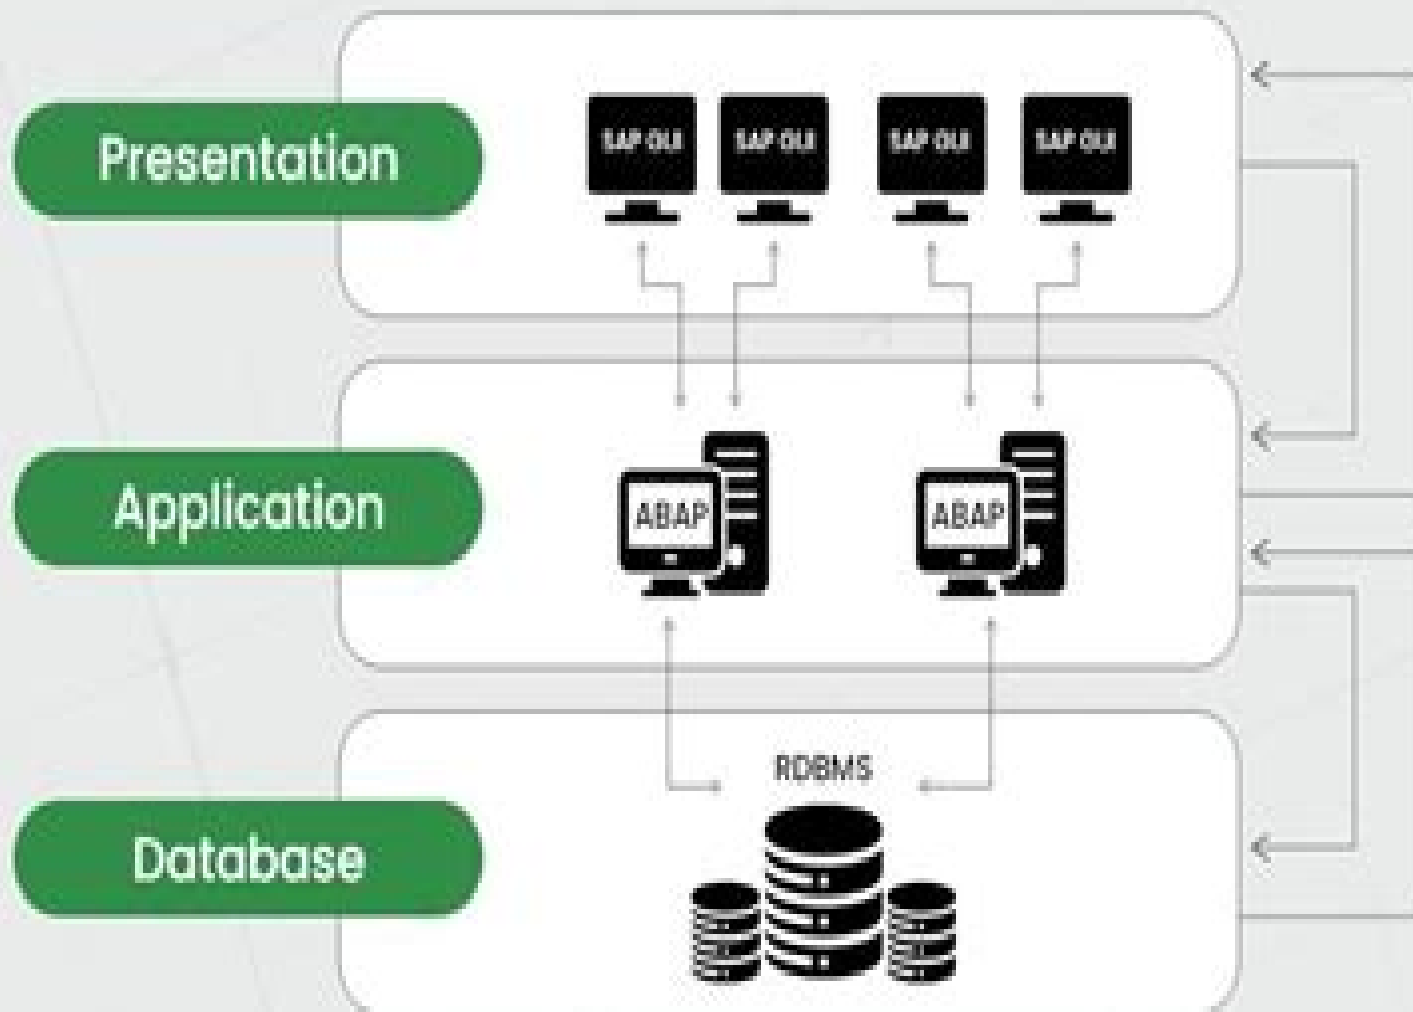 Presentation
SAP GUI SAP GUI SAP GUI SAP GUI
Application
ABAP ABAP
RDBMS
Database